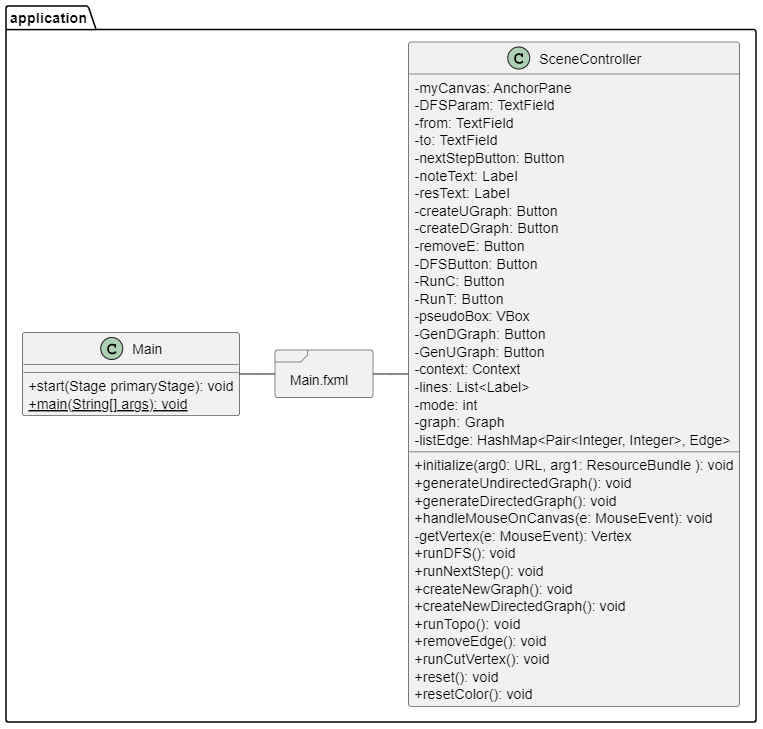 application
C SceneController
-myCanvas: AnchorPane
-DFSParam: TextField
-from: TextField
-to: TextField
-nextStepButton: Button
-noteText: Label
-resText: Label
-createUGraph: Button
-createDGraph: Button
-removeE: Button
-DFSButton: Button
-RunC: Button
-RunT: Button
-pseudoBox: VBox
-GenDGraph: Button
-GenUGraph: Button
-context: Context
-lines: List<Label>
-mode: int
-graph: Graph
-listEdge: HashMap<Pair<Integer, Integer>, Edge>
+initialize(arg0: URL, arg1: ResourceBundle ): void
+generateUndirectedGraph(): void
+generateDirectedGraph(): void
+handleMouseOnCanvas(e: MouseEvent): void
-getVertex(e: MouseEvent): Vertex
+runDFS(): void
+runNextStep(): void
+createNewGraph(): void
+createNewDirectedGraph(): void
+runTopo(): void
+removeEdge(): void
+runCutVertex(): void
+reset(): void
+resetColor(): void
C Main
+start(Stage primaryStage): void
+main(String[] args): void
Main.fxml